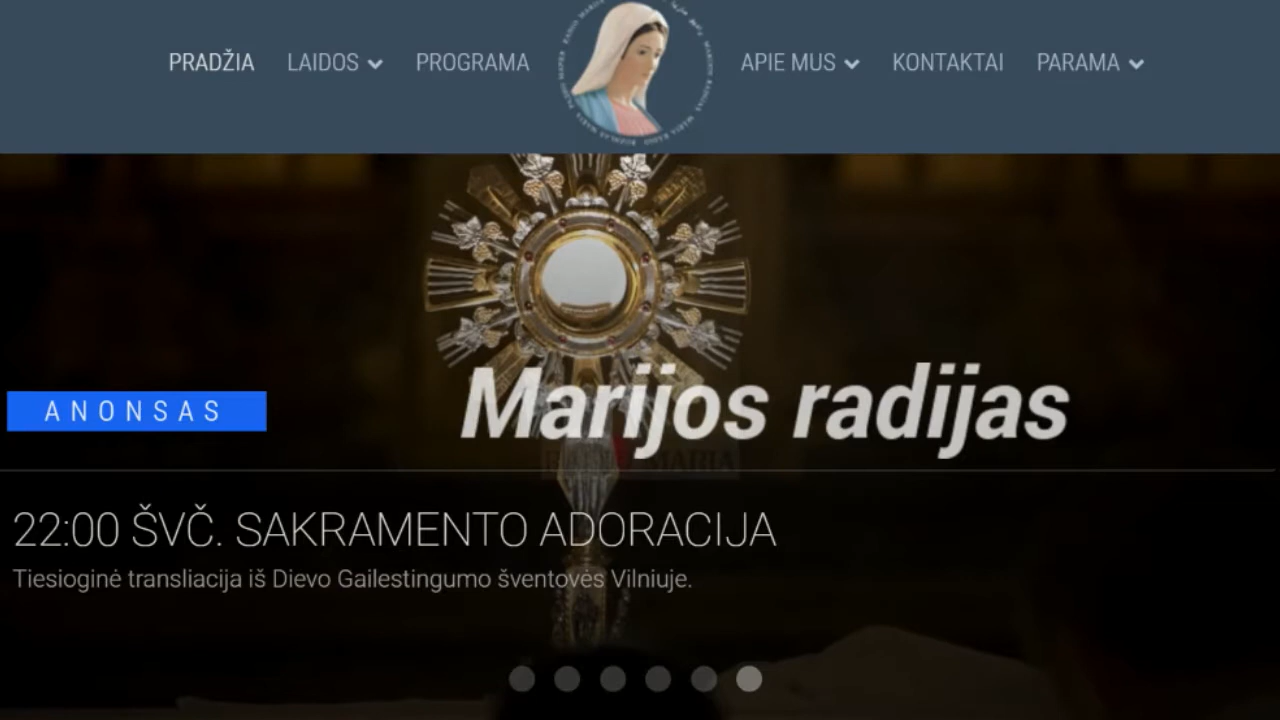 PRADŽIA LAIDOS PROGRAMA APIE MUS KONTAKTAI PARAMA
Marijos radijas
ANONSAS
22:00 ŠVČ. SAKRAMENTO ADORACIJA
Tiesioginė transliacija iš Dievo Gailestingumo šventovės Vilniuje.